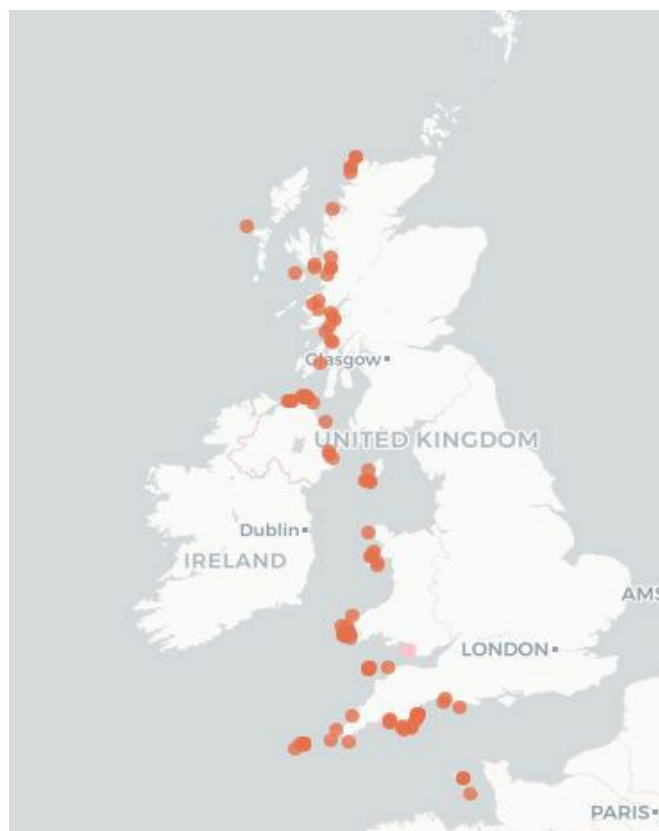 Glasgow
UNITED KINGDOM
Dublin
IRELAND
AMS
LONDON
PARIS